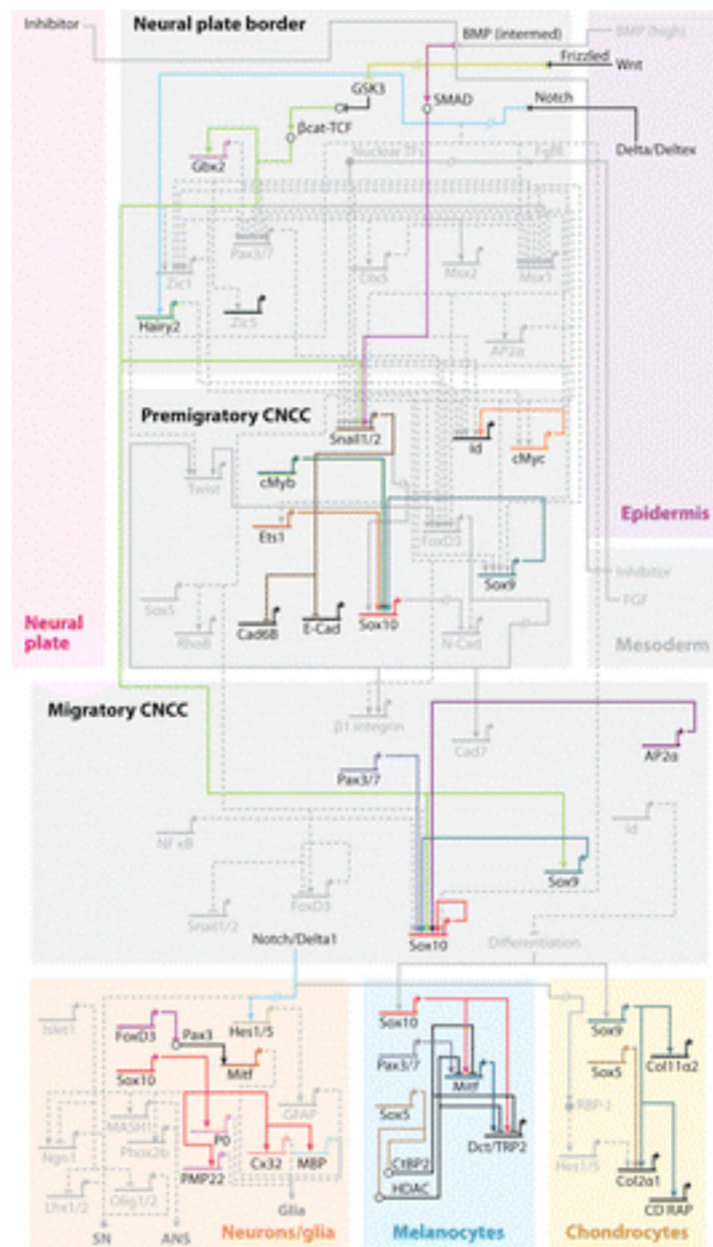 Inhibitor
Neural plate border
BMP (intermed)
BMP (high)
Frizzled
Wnt
GSK3
SMAD
Notch
βcat-TCF
Delta/Deltex
Nuclear TFs
FgfR
Gbx2
Pax3/7
Zic1
Dlx5
Msx2
Msx1
Hairy2
Zic5
AP2α
Premigratory CNCC
Snail1/2
Id
cMyc
Twist
cMyb
Epidermis
Ets1
FoxD3
Sox9
Inhibitor
Sox5
FGF
Neural
plate
RhoB
Cad6B
E-Cad
Sox10
N-Cad
Mesoderm
Migratory CNCC
β1 integrin
Cad7
AP2α
Pax3/7
Id
NFκB
Sox9
FoxD3
Snail1/2
Notch/Delta1
Sox10
Differentiation
Islet1
FoxD3
Pax3
Hes1/5
Sox10
Mitf
GFAP
MASH1
P0
Ngn1
Phox2b
PMP22
Cx32
MBP
Lhx1/2
Olig1/2
Glia
SN
ANS
Neurons/glia
Sox10
Pax3/7
Mitf
Sox5
Dct/TRP2
CtBP2
HDAC
Melanocytes
Sox9
Sox5
Col11α2
RBP-J
Hes1/5
Col2α1
CD RAP
Chondrocytes